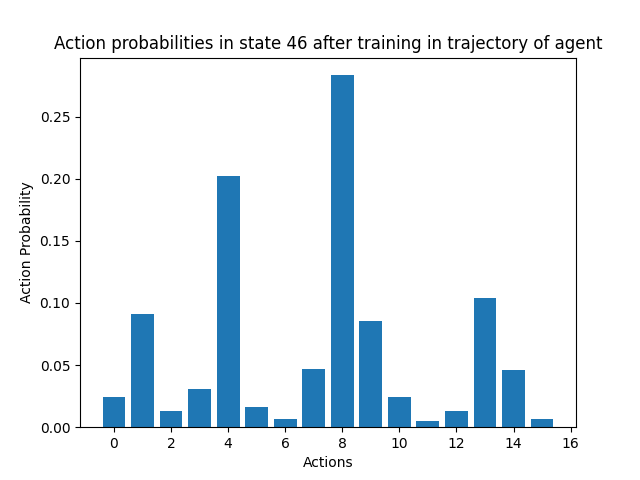 Action probabilities in state 46 after training in trajectory of agent
0.25
0.20
0.15
0.10
0.05
0.00
Action Probability
0 2 4 6 8 10 12 14 16
Actions